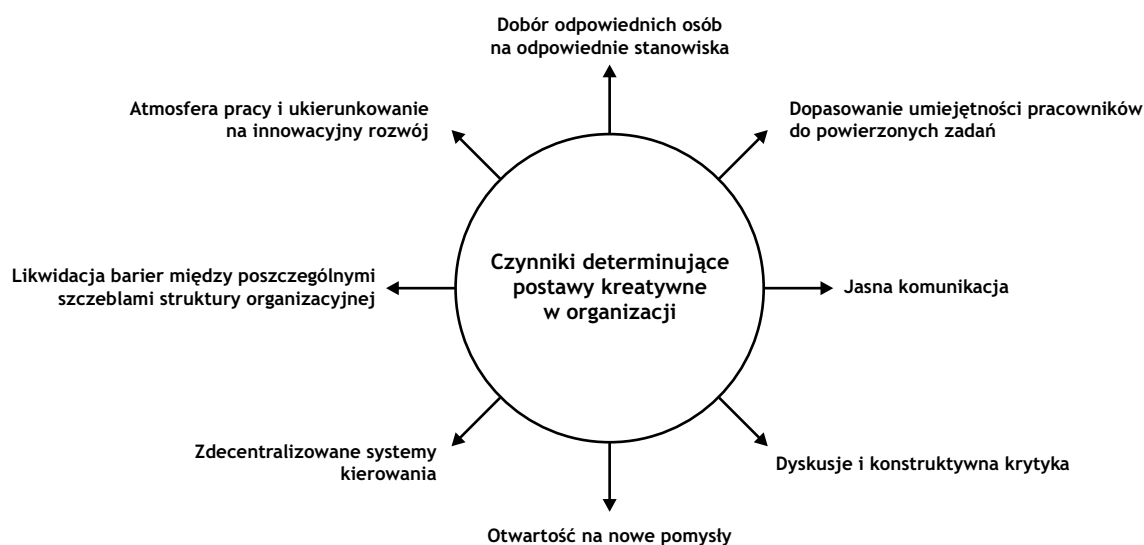 Dobór odpowiednich osób
na odpowiednie stanowiska
Atmosfera pracy i ukierunkowanie
na innowacyjny rozwój
Dopasowanie umiejętności pracowników
do powierzonych zadań
Likwidacja barier między poszczególnymi
szczeblami struktury organizacyjnej
Czynniki determinujące
postawy kreatywne
w organizacji
Jasna komunikacja
Zdecentralizowane systemy
kierowania
Dyskusje i konstruktywna krytyka
Otwartość na nowe pomysły